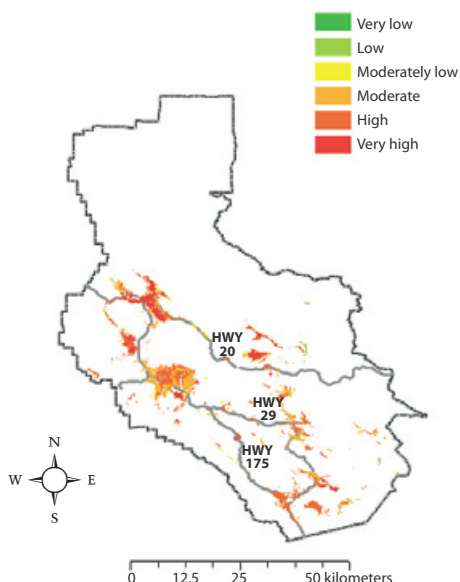 Very low
Low
Moderately low
Moderate
High
Very high
HWY
20
HWY
29
HWY
175
N
W E
S
0 12.5 25 50 kilometers